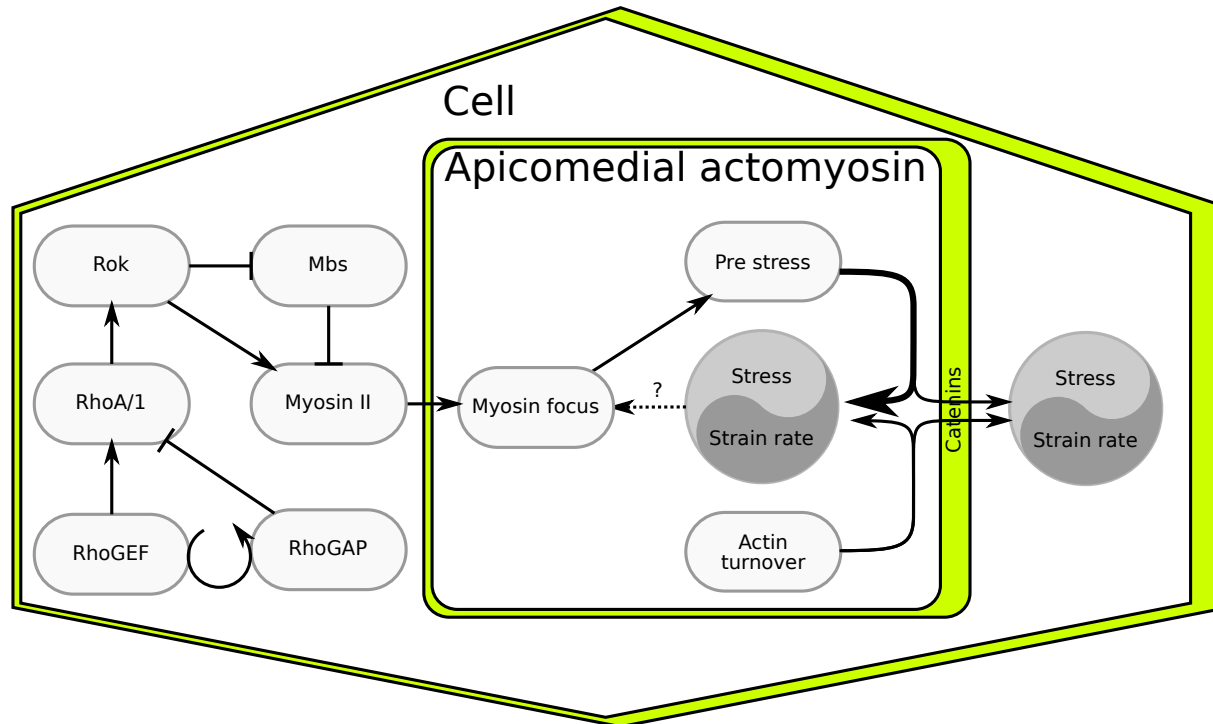 Cell
Apicomedial actomyosin
Rok
Mbs
Pre stress
RhoA/1
Myosin II
Myosin focus
?
Stress
Strain rate
Catenins
Stress
Strain rate
RhoGEF
RhoGAP
Actin
turnover